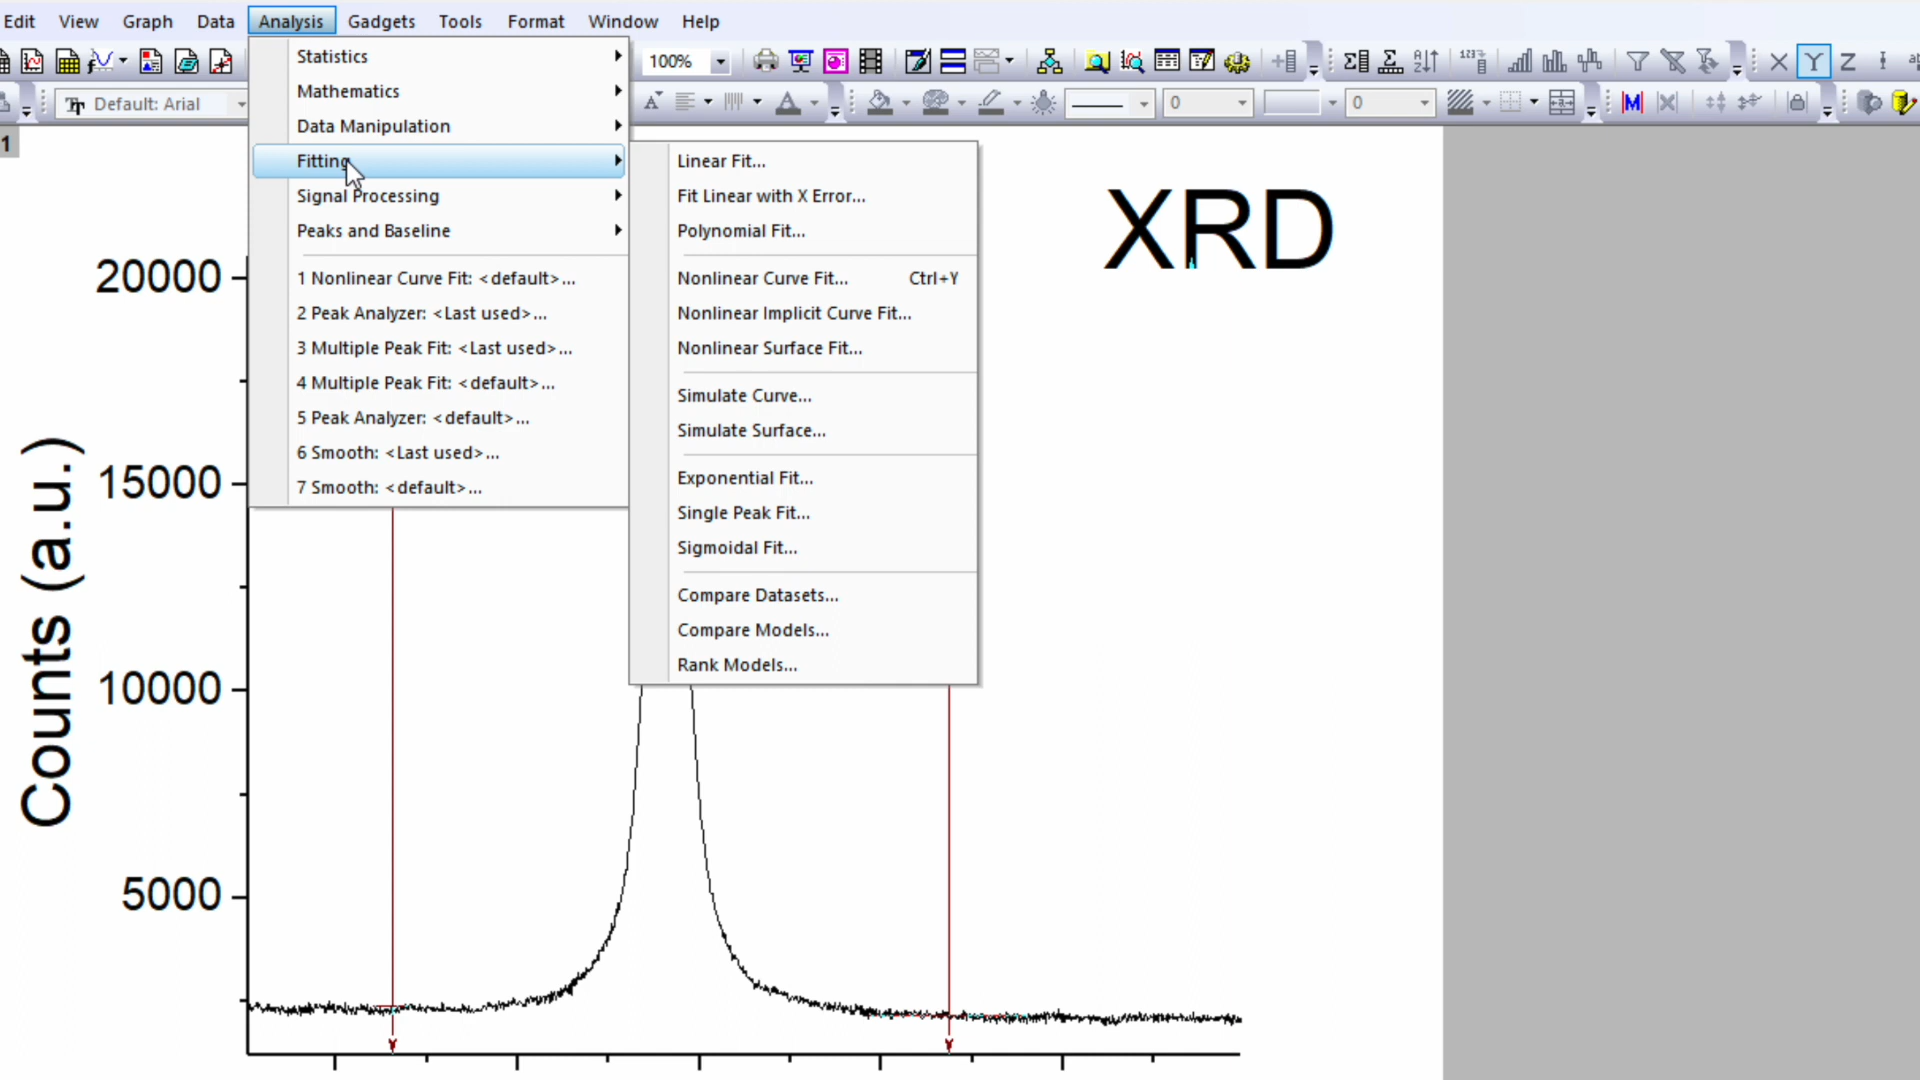 Edit View Graph Data Analysis Gadgets Tools Format Window Help
100%
Default: Arial
0
0
1
Statistics
Mathematics
Data Manipulation
Fitting
Signal Processing
Peaks and Baseline
1 Nonlinear Curve Fit: <default>...
2 Peak Analyzer: <Last used>...
3 Multiple Peak Fit: <Last used>...
4 Multiple Peak Fit: <default>...
5 Peak Analyzer: <default>...
6 Smooth: <Last used>...
7 Smooth: <default>...
Linear Fit...
Fit Linear with X Error...
Polynomial Fit...
Nonlinear Curve Fit... Ctrl+Y
Nonlinear Implicit Curve Fit...
Nonlinear Surface Fit...
Simulate Curve...
Simulate Surface...
Exponential Fit...
Single Peak Fit...
Sigmoidal Fit...
Compare Datasets...
Compare Models...
Rank Models...
XRD
Counts (a.u.)
20000
15000
10000
5000